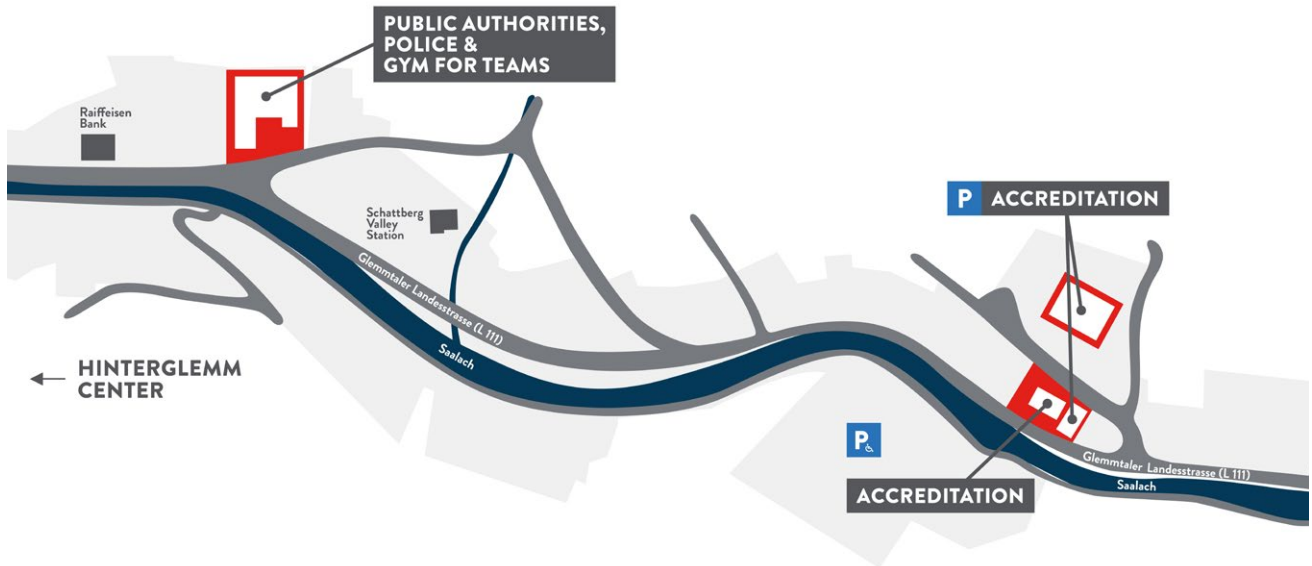 PUBLIC AUTHORITIES,
POLICE &
GYM FOR TEAMS
Raiffeisen
Bank
P ACCREDITATION
Schattberg
Valley
Station
Glemmtaler Landesstrasse (L 111)
Saalach
← HINTERGLEMM
CENTER
P
ACCREDITATION
Glemmtaler Landesstrasse (L 111)
Saalach